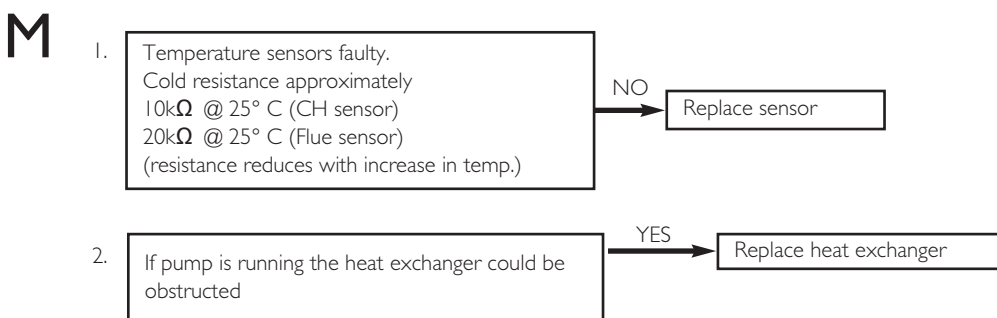 M
1. Temperature sensors faulty.
Cold resistance approximately
10kΩ @ 25° C (CH sensor)
20kΩ @ 25° C (Flue sensor)
(resistance reduces with increase in temp.)
NO
Replace sensor
2. If pump is running the heat exchanger could be
obstructed
YES
Replace heat exchanger